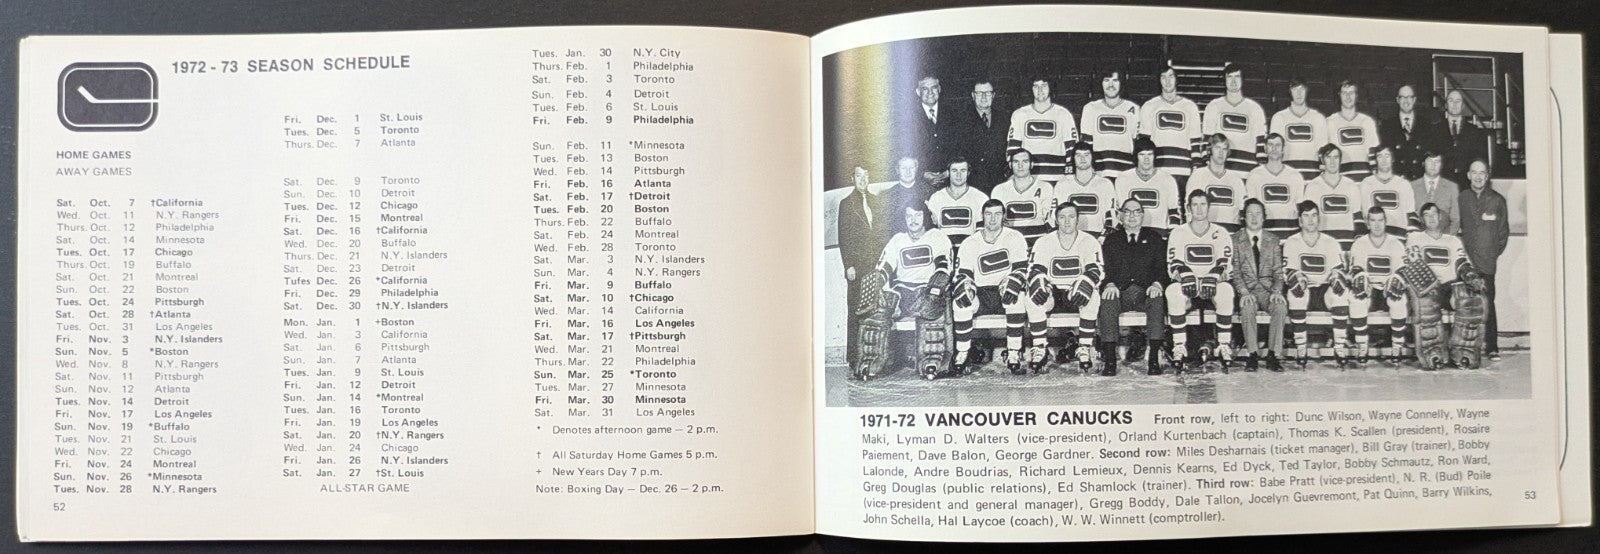 1972 - 73 SEASON SCHEDULE
HOME GAMES
AWAY GAMES
Sat. Oct. 7 †California
Wed. Oct. 11 N.Y. Rangers
Thurs. Oct. 12 Philadelphia
Sat. Oct. 14 Minnesota
Tues. Oct. 17 Chicago
Thurs. Oct. 19 Buffalo
Sat. Oct. 21 Montreal
Sun. Oct. 22 Boston
Tues. Oct. 24 Pittsburgh
Sat. Oct. 28 †Atlanta
Tues. Oct. 31 Los Angeles
Fri. Nov. 3 N.Y. Islanders
Sun. Nov. 5 *Boston
Wed. Nov. 8 N.Y. Rangers
Sat. Nov. 11 Pittsburgh
Sun. Nov. 12 Atlanta
Tues. Nov. 14 Detroit
Fri. Nov. 17 Los Angeles
Sun. Nov. 19 *Buffalo
Tues. Nov. 21 St. Louis
Wed. Nov. 22 Chicago
Fri. Nov. 24 Montreal
Sun. Nov. 26 *Minnesota
Tues. Nov. 28 N.Y. Rangers
52
Fri. Dec. 1 St. Louis
Tues. Dec. 5 Toronto
Thurs. Dec. 7 Atlanta
Sat. Dec. 9 Toronto
Sun. Dec. 10 Detroit
Tues. Dec. 12 Chicago
Fri. Dec. 15 Montreal
Sat. Dec. 16 †California
Wed. Dec. 20 Buffalo
Thurs. Dec. 21 N.Y. Islanders
Sat. Dec. 23 Detroit
Tufes Dec. 26 *California
Fri. Dec. 29 Philadelphia
Sat. Dec. 30 †N.Y. Islanders
Mon. Jan. 1 +Boston
Wed. Jan. 3 California
Sat. Jan. 6 Pittsburgh
Sun. Jan. 7 Atlanta
Tues. Jan. 9 St. Louis
Fri. Jan. 12 Detroit
Sun. Jan. 14 *Montreal
Tues. Jan. 16 Toronto
Fri. Jan. 19 Los Angeles
Sat. Jan. 20 †N.Y. Rangers
Wed. Jan. 24 Chicago
Fri. Jan. 26 N.Y. Islanders
Sat. Jan. 27 †St. Louis
ALL-STAR GAME
Tues. Jan. 30 N.Y. City
Thurs. Feb. 1 Philadelphia
Sat. Feb. 3 Toronto
Sun. Feb. 4 Detroit
Tues. Feb. 6 St. Louis
Fri. Feb. 9 Philadelphia
Sun. Feb. 11 *Minnesota
Tues. Feb. 13 Boston
Wed. Feb. 14 Pittsburgh
Fri. Feb. 16 Atlanta
Sat. Feb. 17 †Detroit
Tues. Feb. 20 Boston
Thurs. Feb. 22 Buffalo
Sat. Feb. 24 Montreal
Wed. Feb. 28 Toronto
Sat. Mar. 3 N.Y. Islanders
Sun. Mar. 4 N.Y. Rangers
Fri. Mar. 9 Buffalo
Sat. Mar. 10 †Chicago
Wed. Mar. 14 California
Fri. Mar. 16 Los Angeles
Sat. Mar. 17 †Pittsburgh
Wed. Mar. 21 Montreal
Thurs. Mar. 22 Philadelphia
Sun. Mar. 25 *Toronto
Tues. Mar. 27 Minnesota
Fri. Mar. 30 Minnesota
Sat. Mar. 31 Los Angeles
* Denotes afternoon game — 2 p.m.
† All Saturday Home Games 5 p.m.
+ New Years Day 7 p.m.
Note: Boxing Day — Dec. 26 — 2 p.m.
1971-72 VANCOUVER CANUCKS Front row, left to right: Dunc Wilson, Wayne Connelly, Wayne
Maki, Lyman D. Walters (vice-president), Orland Kurtenbach (captain), Thomas K. Scallen (president), Rosaire
Paiement, Dave Balon, George Gardner. Second row: Miles Desharnais (ticket manager), Bill Gray (trainer), Bobby
Lalonde, Andre Boudrias, Richard Lemieux, Dennis Kearns, Ed Dyck, Ted Taylor, Bobby Schmautz, Ron Ward,
Greg Douglas (public relations), Ed Shamlock (trainer). Third row: Babe Pratt (vice-president), N. R. (Bud) Poile
(vice-president and general manager), Gregg Boddy, Dale Tallon, Jocelyn Guevremont, Pat Quinn, Barry Wilkins,
John Schella, Hal Laycoe (coach), W. W. Winnett (comptroller).
53